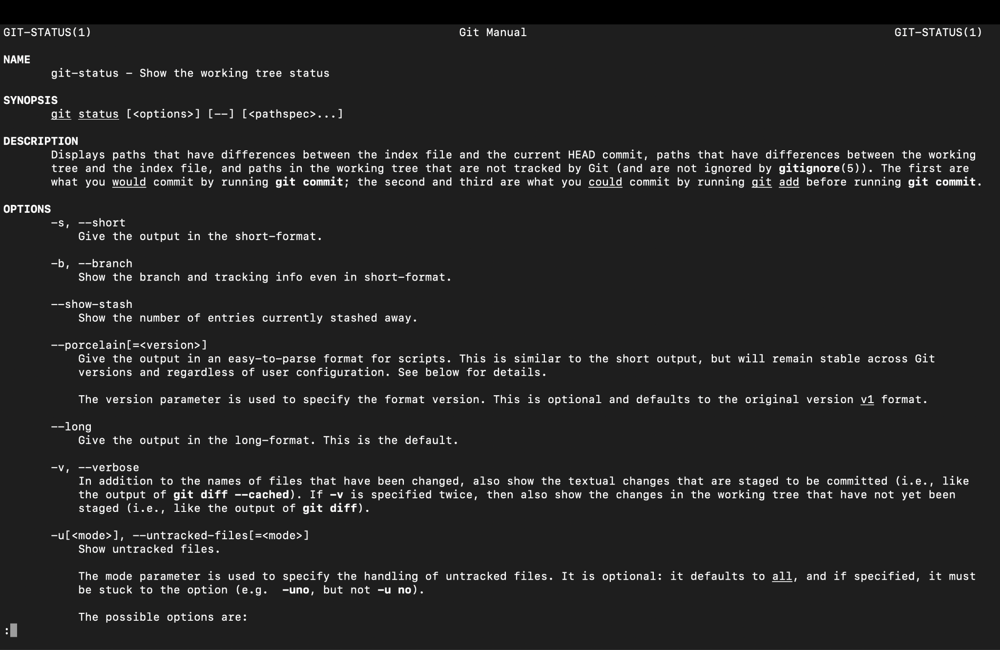 GIT-STATUS(1) Git Manual GIT-STATUS(1)
NAME
git-status - Show the working tree status
SYNOPSIS
git status [<options>] [--] [<pathspec>...]
DESCRIPTION
Displays paths that have differences between the index file and the current HEAD commit, paths that have differences between the working
tree and the index file, and paths in the working tree that are not tracked by Git (and are not ignored by gitignore(5)). The first are
what you would commit by running git commit; the second and third are what you could commit by running git add before running git commit.
OPTIONS
-s, --short
Give the output in the short-format.
-b, --branch
Show the branch and tracking info even in short-format.
--show-stash
Show the number of entries currently stashed away.
--porcelain[=<version>]
Give the output in an easy-to-parse format for scripts. This is similar to the short output, but will remain stable across Git
versions and regardless of user configuration. See below for details.
The version parameter is used to specify the format version. This is optional and defaults to the original version v1 format.
--long
Give the output in the long-format. This is the default.
-v, --verbose
In addition to the names of files that have been changed, also show the textual changes that are staged to be committed (i.e., like
the output of git diff --cached). If -v is specified twice, then also show the changes in the working tree that have not yet been
staged (i.e., like the output of git diff).
-u[<mode>], --untracked-files[=<mode>]
Show untracked files.
The mode parameter is used to specify the handling of untracked files. It is optional: it defaults to all, and if specified, it must
be stuck to the option (e.g.  -uno, but not -u no).
The possible options are:
: